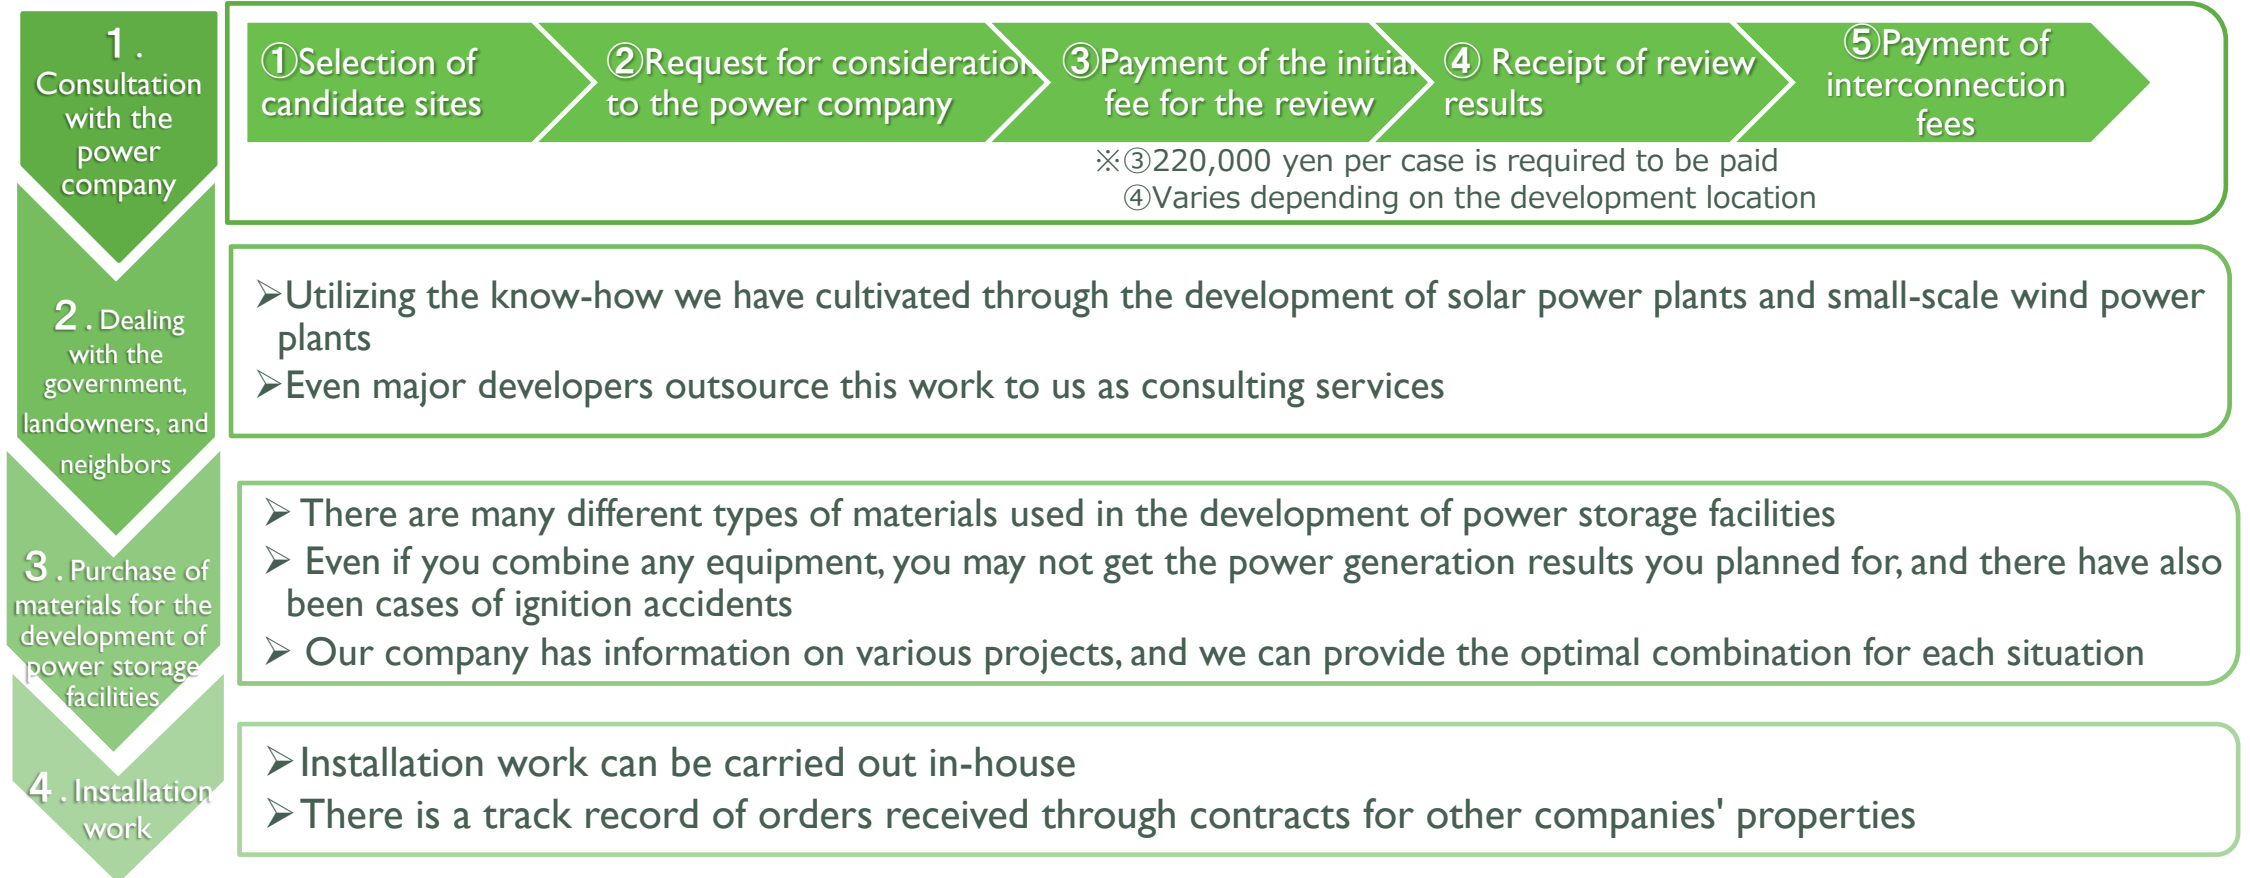 1 .
Consultation
with the
power
company
①Selection of
candidate sites
②Request for consideration
to the power company
③Payment of the initial
fee for the review
④ Receipt of review
results
⑤Payment of
interconnection
fees
※③220,000 yen per case is required to be paid
④Varies depending on the development location
2 . Dealing
with the
government,
landowners, and
neighbors
➢Utilizing the know-how we have cultivated through the development of solar power plants and small-scale wind power
plants
➢Even major developers outsource this work to us as consulting services
3 . Purchase of
materials for the
development of
power storage
facilities
➢ There are many different types of materials used in the development of power storage facilities
➢ Even if you combine any equipment, you may not get the power generation results you planned for, and there have also
been cases of ignition accidents
➢ Our company has information on various projects, and we can provide the optimal combination for each situation
4 . Installation
work
➢Installation work can be carried out in-house
➢There is a track record of orders received through contracts for other companies' properties